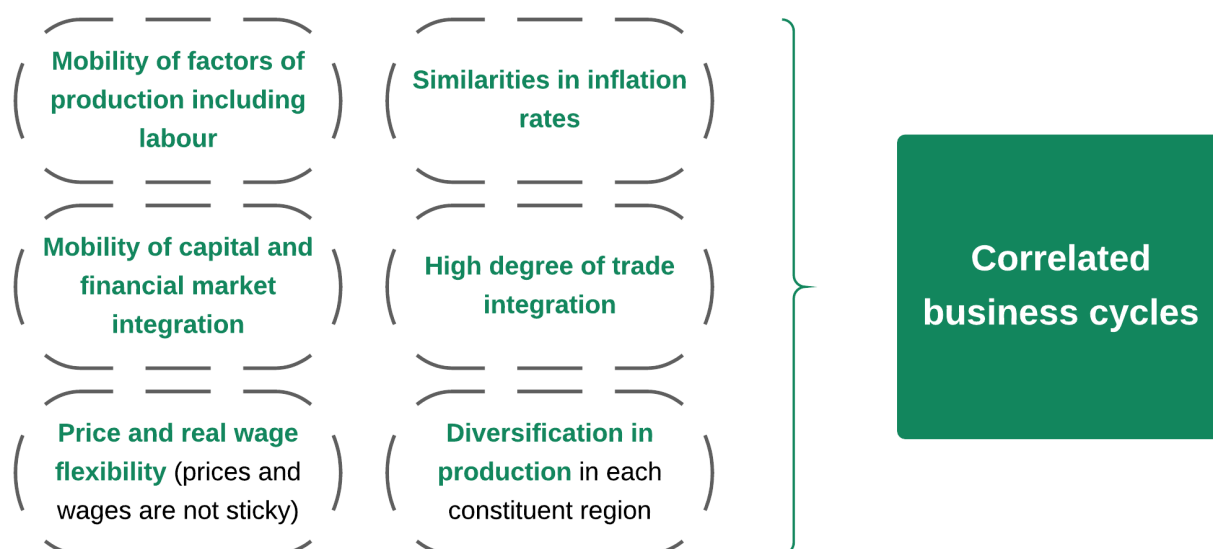 Mobility of factors of
production including
labour
Similarities in inflation
rates
Mobility of capital and
financial market
integration
High degree of trade
integration
Price and real wage
flexibility (prices and
wages are not sticky)
Diversification in
production in each
constituent region
Correlated
business cycles